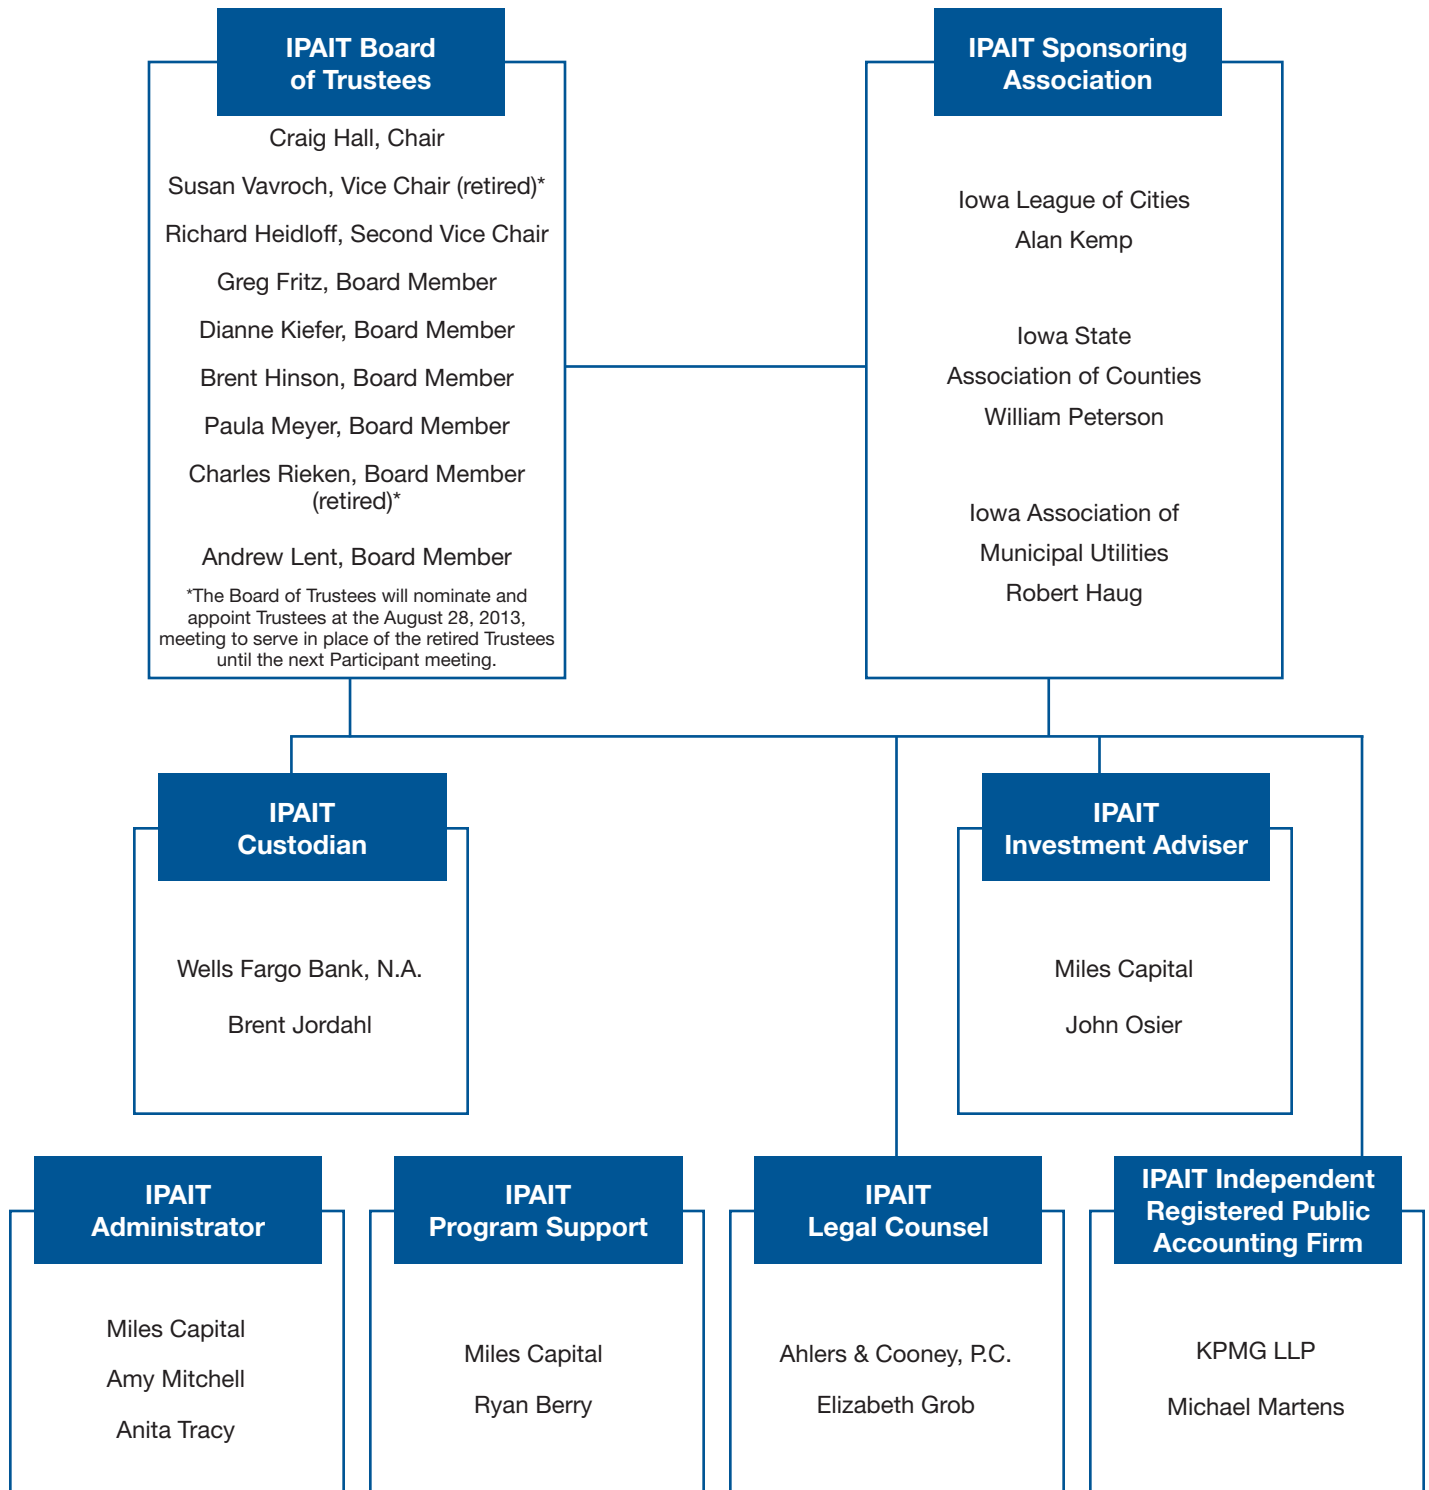 IPAIT Board
of Trustees
Craig Hall, Chair
Susan Vavroch, Vice Chair (retired)*
Richard Heidloff, Second Vice Chair
Greg Fritz, Board Member
Dianne Kiefer, Board Member
Brent Hinson, Board Member
Paula Meyer, Board Member
Charles Rieken, Board Member
(retired)*
Andrew Lent, Board Member
*The Board of Trustees will nominate and
appoint Trustees at the August 28, 2013,
meeting to serve in place of the retired Trustees
until the next Participant meeting.
IPAIT Sponsoring
Association
Iowa League of Cities
Alan Kemp
Iowa State
Association of Counties
William Peterson
Iowa Association of
Municipal Utilities
Robert Haug
IPAIT
Custodian
Wells Fargo Bank, N.A.
Brent Jordahl
IPAIT
Investment Adviser
Miles Capital
John Osier
IPAIT
Administrator
Miles Capital
Amy Mitchell
Anita Tracy
IPAIT
Program Support
Miles Capital
Ryan Berry
IPAIT
Legal Counsel
Ahlers & Cooney, P.C.
Elizabeth Grob
IPAIT Independent
Registered Public
Accounting Firm
KPMG LLP
Michael Martens